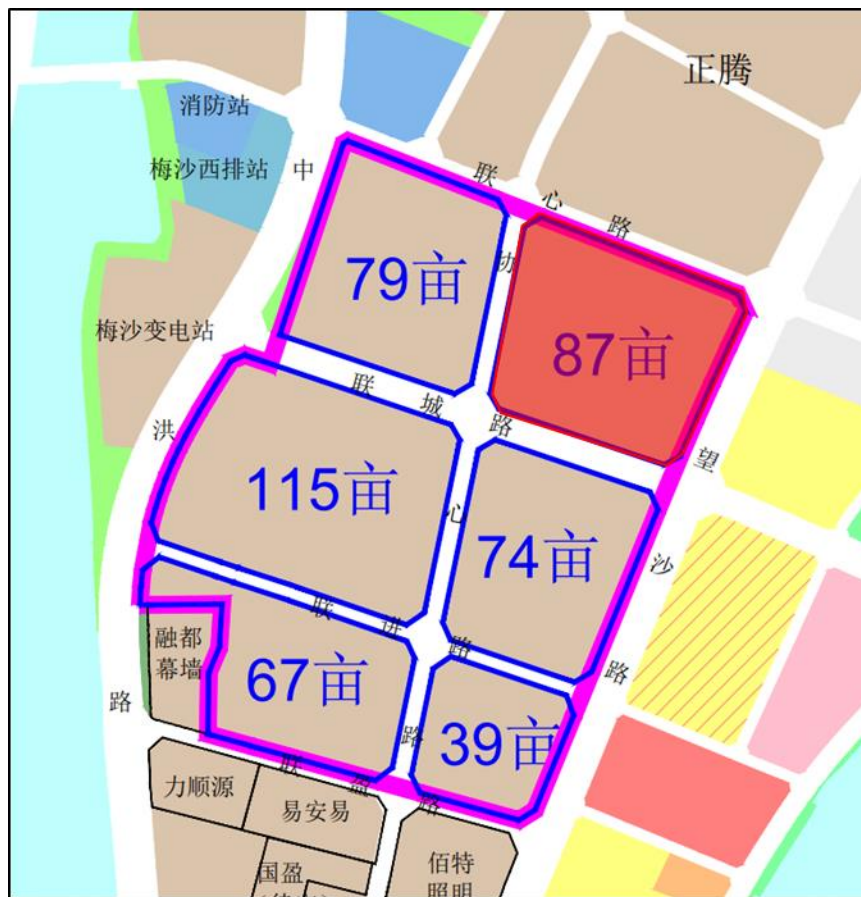 正腾
消防站
梅沙西排站
中
联心路
79亩
协
87亩
梅沙变电站
联城路
洪
望
115亩
心
74亩
沙
联进路
融都
幕墙
67亩
路
路
39亩
路
联盈路
力顺源
易安易
佰特
照明
国盈